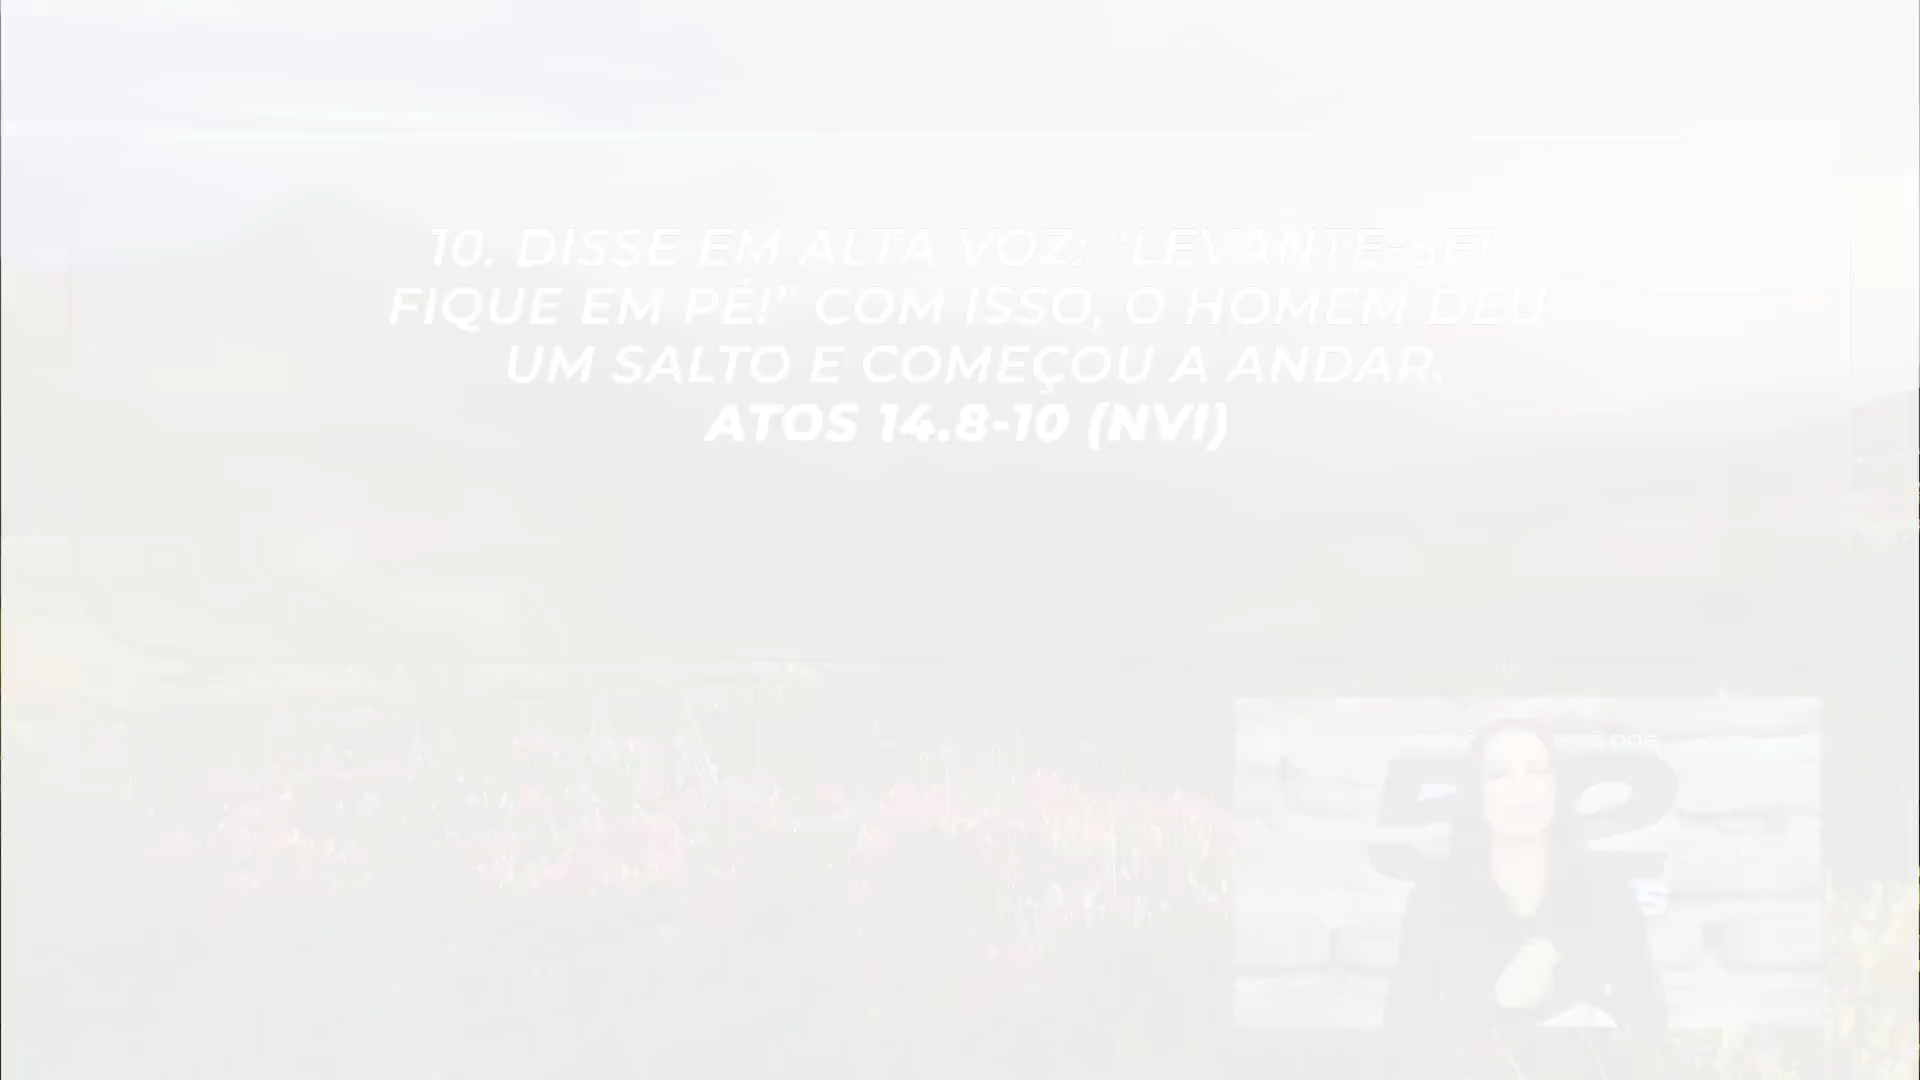 10. DISSE EM ALTA VOZ: "LEVANTE-SE!
FIQUE EM PÉ!" COM ISSO, O HOMEM DEU
UM SALTO E COMEÇOU A ANDAR.
ATOS 14.8-10 (NVI)